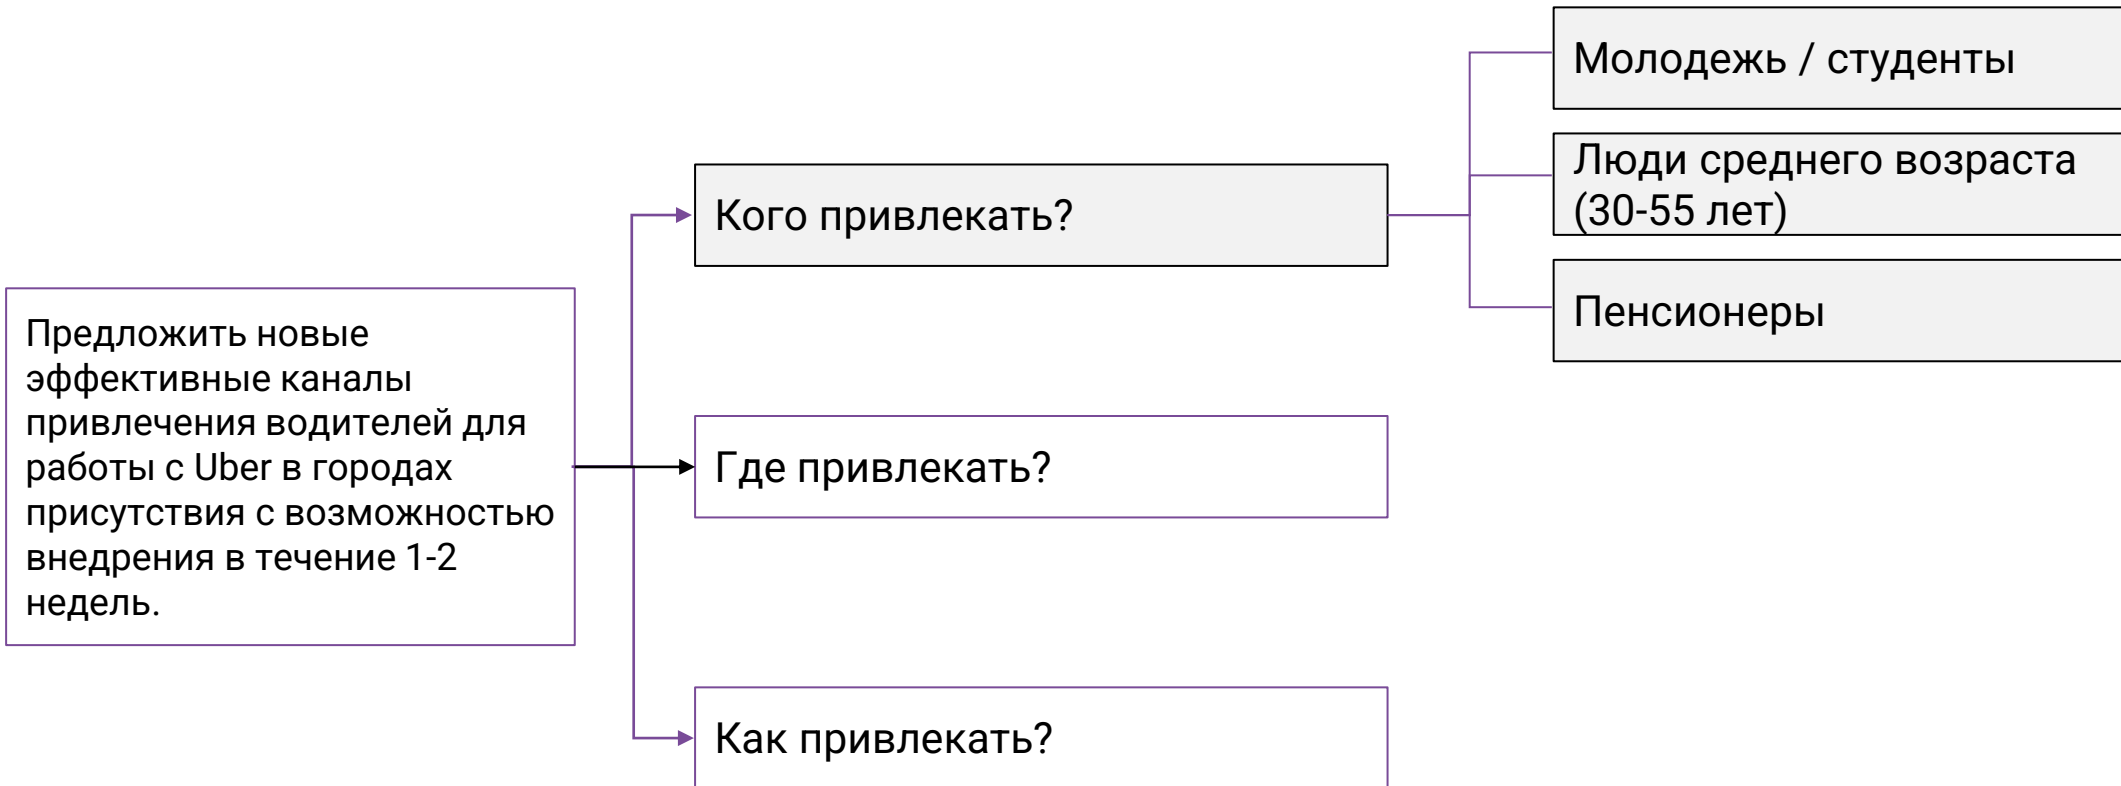 Предложить новые
эффективные каналы
привлечения водителей для
работы с Uber в городах
присутствия с возможностью
внедрения в течение 1-2
недель.
Кого привлекать?
Молодежь / студенты
Люди среднего возраста
(30-55 лет)
Пенсионеры
Где привлекать?
Как привлекать?